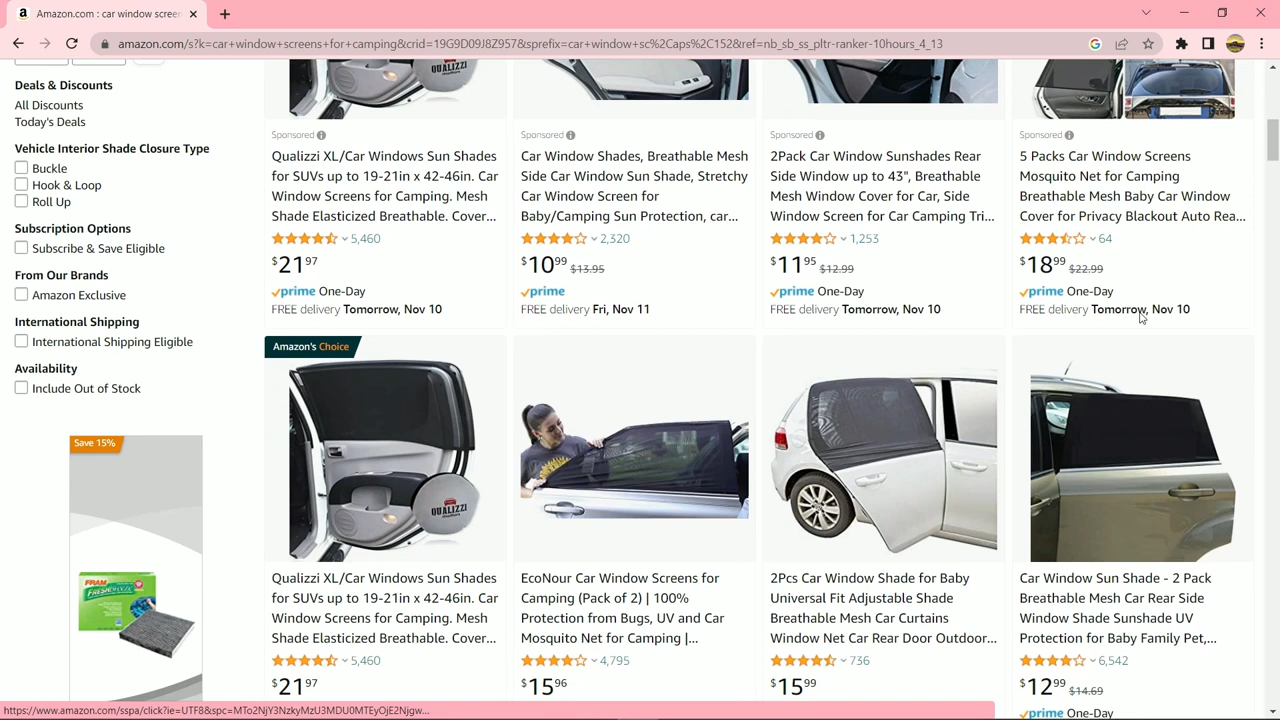 Amazon.com : car window screen
amazon.com/s?k=car+window+screens+for+camping&crid=19G9D098Z957&sprefix=car+window+sc%2Caps%2C152&ref=nb_sb_ss_pltr-ranker-10hours_4_13
Deals & Discounts
All Discounts
Today's Deals
Vehicle Interior Shade Closure Type
Buckle
Hook & Loop
Roll Up
Subscription Options
Subscribe & Save Eligible
From Our Brands
Amazon Exclusive
International Shipping
International Shipping Eligible
Availability
Include Out of Stock
Save 15%
FRAM
FRESHBREEZE
QUALIZZI
Sponsored
Qualizzi XL/Car Windows Sun Shades
for SUVs up to 19-21in x 42-46in. Car
Window Screens for Camping. Mesh
Shade Elasticized Breathable. Cover...
5,460
$21.97
prime One-Day
FREE delivery Tomorrow, Nov 10
Sponsored
Car Window Shades, Breathable Mesh
Side Car Window Sun Shade, Stretchy
Car Window Screen for
Baby/Camping Sun Protection, car...
2,320
$10.99 $13.95
prime
FREE delivery Fri, Nov 11
Sponsored
2Pack Car Window Sunshades Rear
Side Window up to 43", Breathable
Mesh Window Cover for Car, Side
Window Screen for Car Camping Tri...
1,253
$11.95 $12.99
prime One-Day
FREE delivery Tomorrow, Nov 10
Sponsored
5 Packs Car Window Screens
Mosquito Net for Camping
Breathable Mesh Baby Car Window
Cover for Privacy Blackout Auto Rea...
64
$18.99 $22.99
prime One-Day
FREE delivery Tomorrow, Nov 10
Amazon's Choice
QUALIZZI
Qualizzi XL/Car Windows Sun Shades
for SUVs up to 19-21in x 42-46in. Car
Window Screens for Camping. Mesh
Shade Elasticized Breathable. Cover...
5,460
$21.97
EcoNour Car Window Screens for
Camping (Pack of 2) | 100%
Protection from Bugs, UV and Car
Mosquito Net for Camping |...
4,795
$15.96
2Pcs Car Window Shade for Baby
Universal Fit Adjustable Shade
Breathable Mesh Car Curtains
Window Net Car Rear Door Outdoor...
736
$15.99
Car Window Sun Shade - 2 Pack
Breathable Mesh Car Rear Side
Window Shade Sunshade UV
Protection for Baby Family Pet,...
6,542
$12.99 $14.69
prime One-Day
https://www.amazon.com/sspa/click?ie=UTF8&spc=MTo2NjY3NzkyMzU3MDU0MTEyOjE2Njgw...